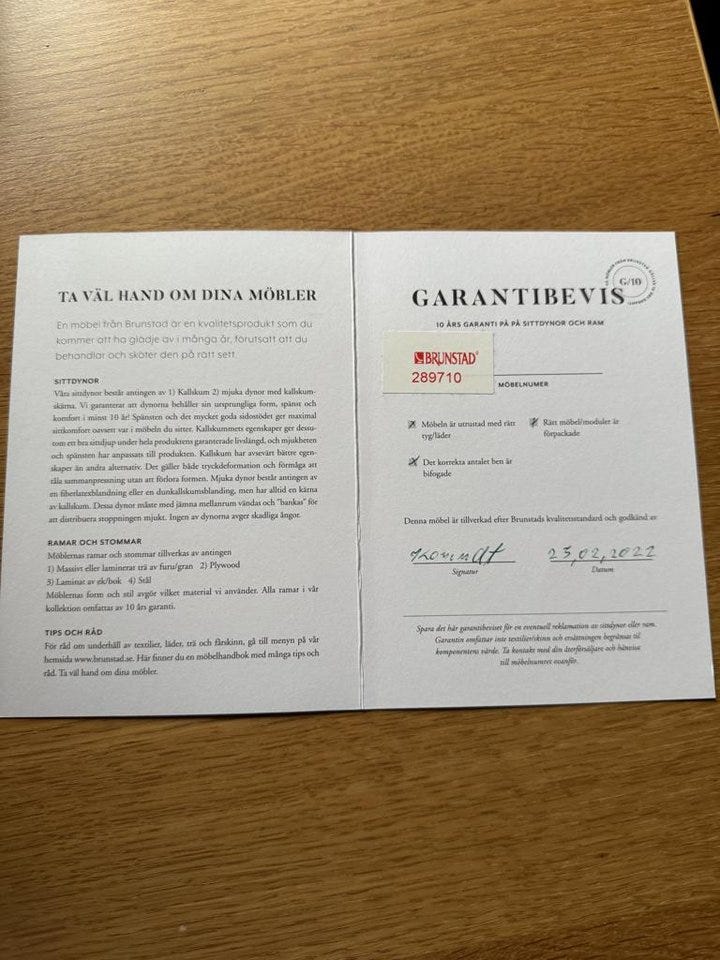 TA VÄL HAND OM DINA MÖBLER
En möbel från Brunstad är en kvalitetsprodukt som du
kommer att ha glädje av i många år, förutsatt att du
behandlar och sköter den på rätt sätt.
SITTDYNOR
Våra sittdynor består antingen av 1) Kallskum 2) mjuka dynor med kallskum-
skärna. Vi garanterar att dynorna behåller sin ursprungliga form, spänst och
komfort i minst 10 år! Spänsten och det mycket goda sidostödet ger maximal
sittkomfort oavsett var i möbeln du sitter. Kallskummets egenskaper ger dessu-
tom ett bra sittdjup under hela produktens garanterade livslängd, och mjukheten
och spänsten har anpassats till produkten. Kallskum har avsevärt bättre egen-
skaper än andra alternativ. Det gäller både tryckdeformation och förmåga att
tåla sammanpressning utan att förlora formen. Mjuka dynor består antingen av
en fiberlatexblandning eller en dunkallskumsblanding, men har alltid en kärna
av kallskum. Dessa dynor måste med jämna mellanrum vändas och "bankas" för
att distribuera stoppningen mjukt. Ingen av dynorna avger skadliga ångor.
RAMAR OCH STOMMAR
Möblernas ramar och stommar tillverkas av antingen
1) Massivt eller laminerat trä av furu/gran 2) Plywood
3) Laminat av ek/bok 4) Stål
Möblernas form och stil avgör vilket material vi använder. Alla ramar i vår
kollektion omfattas av 10 års garanti.
TIPS OCH RÅD
För råd om underhåll av textilier, läder, trä och fårskinn, gå till menyn på vår
hemsida www.brunstad.se. Här finner du en möbelhandbok med många tips och
råd. Ta väl hand om dina möbler.
G/10
GARANTIBEVIS
10 ÅRS GARANTI PÅ PÅ SITTDYNOR OCH RAM
BRUNSTAD®
289710
MÖBELNUMER
Möbeln är utrustad med rätt
tyg/läder
Rätt möbel/moduler är
förpackade
Det korrekta antalet ben är
bifogade
Denna möbel är tillverkad efter Brunstads kvalitetsstandard och godkänd av
23,02,2022
Signatur
Datum
Spara det här garantibeviset för en eventuell reklamation av sittdynor eller ram.
Garantin omfattar inte textilier/skinn och ersättningen begränsas till
komponentens värde. Ta kontakt med din återförsäljare och hänvisa
till möbelnumret ovanför.